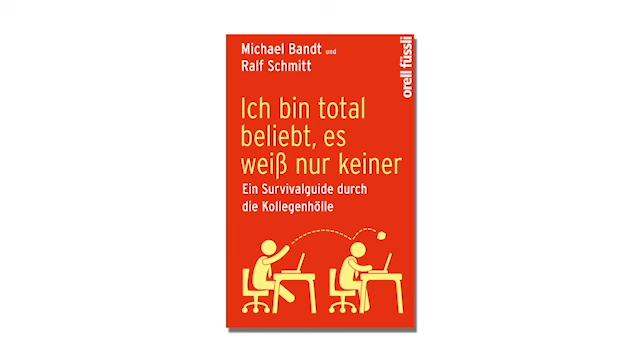 Michael Bandt und
Ralf Schmitt
orell füssli
Ich bin total
beliebt, es
weiß nur keiner
Ein Survivalguide durch
die Kollegenhölle